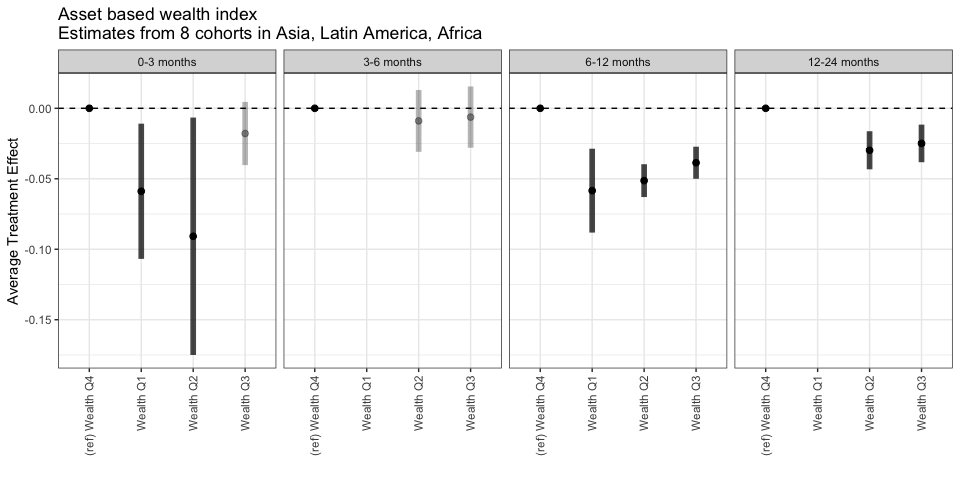 Asset based wealth index
Estimates from 8 cohorts in Asia, Latin America, Africa
0-3 months
3-6 months
6-12 months
12-24 months
Average Treatment Effect
0.00
-0.05
-0.10
-0.15
(ref) Wealth Q4
Wealth Q1
Wealth Q2
Wealth Q3
(ref) Wealth Q4
Wealth Q1
Wealth Q2
Wealth Q3
(ref) Wealth Q4
Wealth Q1
Wealth Q2
Wealth Q3
(ref) Wealth Q4
Wealth Q1
Wealth Q2
Wealth Q3